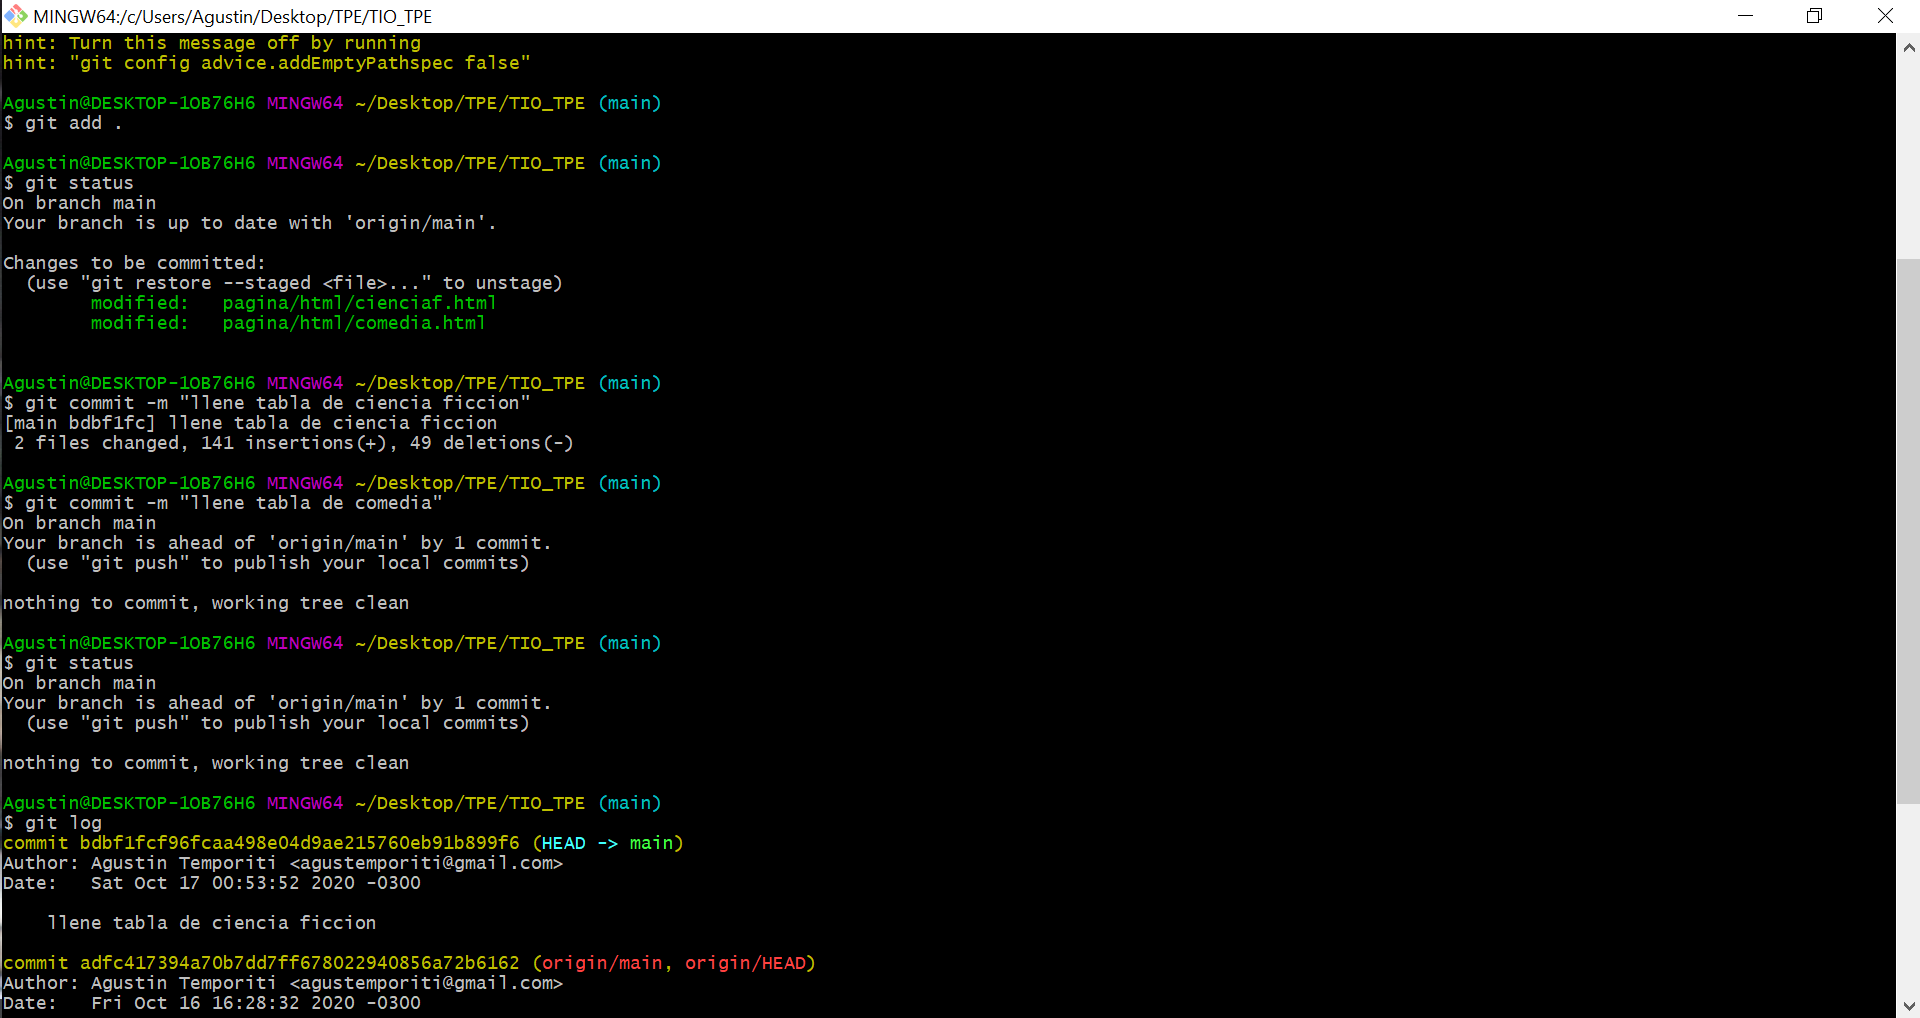 MINGW64:/c/Users/Agustin/Desktop/TPE/TIO_TPE
hint: Turn this message off by running
hint: "git config advice.addEmptyPathspec false"
Agustin@DESKTOP-1OB76H6 MINGW64 ~/Desktop/TPE/TIO_TPE (main)
$ git add .
Agustin@DESKTOP-1OB76H6 MINGW64 ~/Desktop/TPE/TIO_TPE (main)
$ git status
On branch main
Your branch is up to date with 'origin/main'.
Changes to be committed:
  (use "git restore --staged <file>..." to unstage)
        modified:   pagina/html/cienciaf.html
        modified:   pagina/html/comedia.html
Agustin@DESKTOP-1OB76H6 MINGW64 ~/Desktop/TPE/TIO_TPE (main)
$ git commit -m "llene tabla de ciencia ficcion"
[main bdbf1fc] llene tabla de ciencia ficcion
 2 files changed, 141 insertions(+), 49 deletions(-)
Agustin@DESKTOP-1OB76H6 MINGW64 ~/Desktop/TPE/TIO_TPE (main)
$ git commit -m "llene tabla de comedia"
On branch main
Your branch is ahead of 'origin/main' by 1 commit.
  (use "git push" to publish your local commits)
nothing to commit, working tree clean
Agustin@DESKTOP-1OB76H6 MINGW64 ~/Desktop/TPE/TIO_TPE (main)
$ git status
On branch main
Your branch is ahead of 'origin/main' by 1 commit.
  (use "git push" to publish your local commits)
nothing to commit, working tree clean
Agustin@DESKTOP-1OB76H6 MINGW64 ~/Desktop/TPE/TIO_TPE (main)
$ git log
commit bdbf1fcf96fcaa498e04d9ae215760eb91b899f6 (HEAD -> main)
Author: Agustin Temporiti <agustemporiti@gmail.com>
Date:   Sat Oct 17 00:53:52 2020 -0300
    llene tabla de ciencia ficcion
commit adfc417394a70b7dd7ff678022940856a72b6162 (origin/main, origin/HEAD)
Author: Agustin Temporiti <agustemporiti@gmail.com>
Date:   Fri Oct 16 16:28:32 2020 -0300